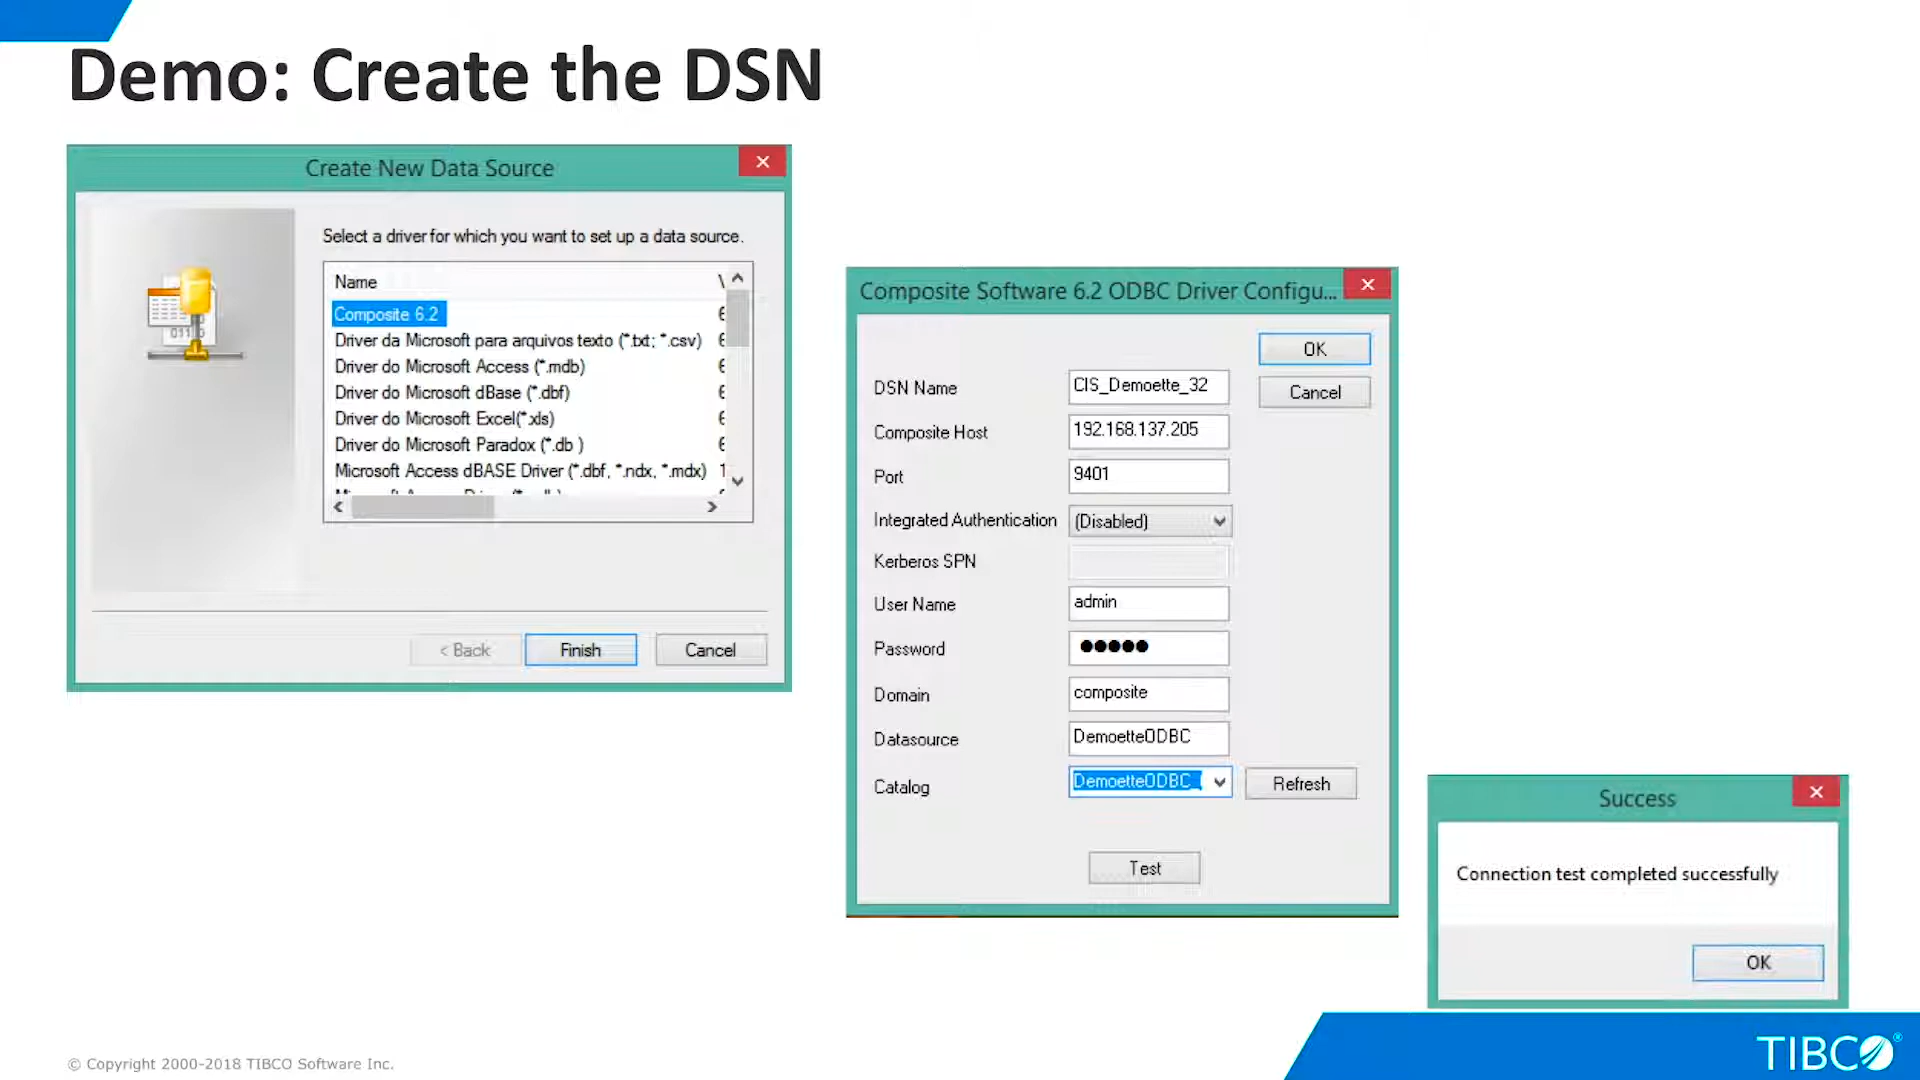 Demo: Create the DSN
Create New Data Source
Select a driver for which you want to set up a data source.
Name
Composite 6.2
Driver da Microsoft para arquivos texto (*.txt; *.csv)
Driver do Microsoft Access (*.mdb)
Driver do Microsoft dBase (*.dbf)
Driver do Microsoft Excel(*.xls)
Driver do Microsoft Paradox (*.db )
Microsoft Access dBASE Driver (*.dbf, *.ndx, *.mdx)
< Back
Finish
Cancel
Composite Software 6.2 ODBC Driver Configu...
OK
Cancel
DSN Name CIS_Demoette_32
Composite Host 192.168.137.205
Port 9401
Integrated Authentication (Disabled)
Kerberos SPN
User Name admin
Password
Domain composite
Datasource DemoetteODBC
Catalog DemoetteODBC
Refresh
Test
Success
Connection test completed successfully
OK
© Copyright 2000-2018 TIBCO Software Inc.
TIBCO®